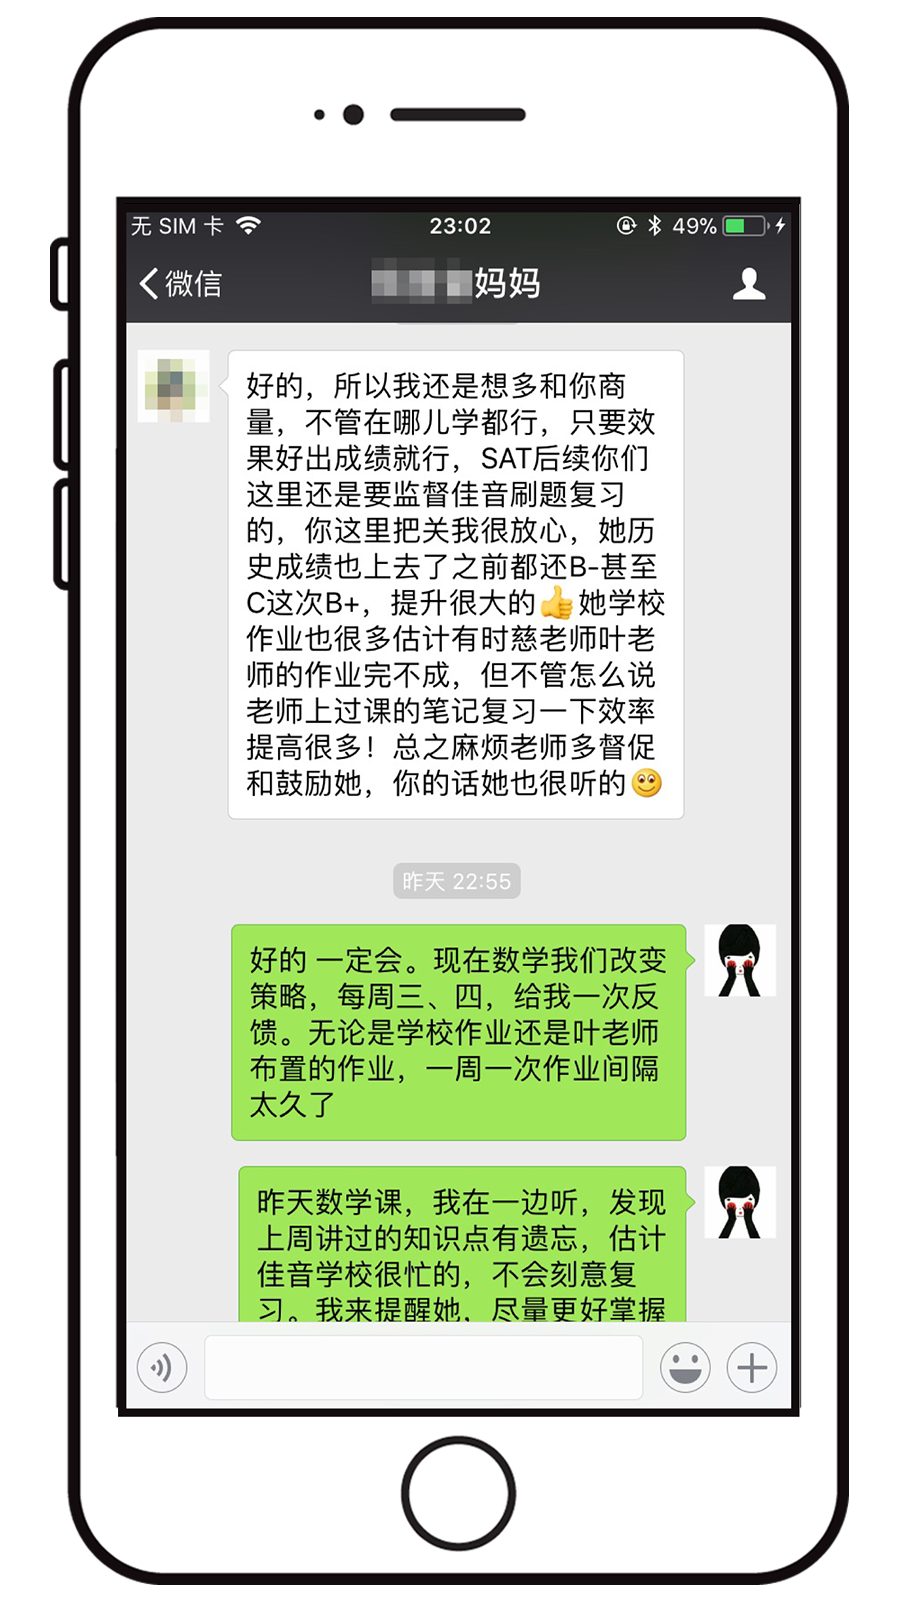 无 SIM 卡
23:02
49%
微信
妈妈
好的，所以我还是想多和你商
量，不管在哪儿学都行，只要效
果好出成绩就行，SAT后续你们
这里还是要监督佳音刷题复习
的，你这里把关我很放心，她历
史成绩也上去了之前都还B-甚至
C这次B+，提升很大的👍她学校
作业也很多估计有时慈老师叶老
师的作业完不成，但不管怎么说
老师上过课的笔记复习一下效率
提高很多！总之麻烦老师多督促
和鼓励她，你的话她也很听的🙂
昨天 22:55
好的 一定会。现在数学我们改变
策略，每周三、四，给我一次反
馈。无论是学校作业还是叶老师
布置的作业，一周一次作业间隔
太久了
昨天数学课，我在一边听，发现
上周讲过的知识点有遗忘，估计
佳音学校很忙的，不会刻意复
习。我来提醒她，尽量更好掌握